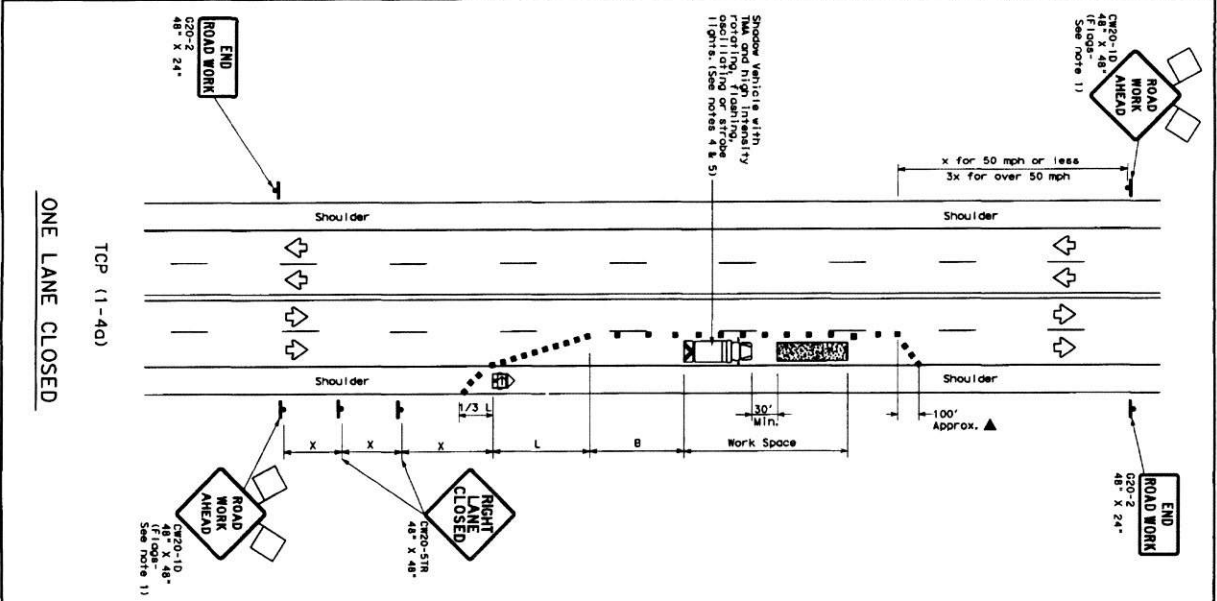 ROAD
WORK
AHEAD
CW20-1D
48" X 48"
(Flags-
See note 1)
END
ROAD WORK
G20-2
48" X 24"
Shadow Vehicle with
TMA and high intensity
rotating, flashing,
oscillating or strobe
lights. (See notes 4 & 5)
x for 50 mph or less
3x for over 50 mph
Shoulder
Shoulder
Shoulder
Shoulder
1/3 L
30'
Min.
100'
Approx. ▲
X
X
X
L
B
Work Space
END
ROAD WORK
G20-2
48" X 24"
RIGHT
LANE
CLOSED
CW20-5TR
48" X 48"
ROAD
WORK
AHEAD
CW20-1D
48" X 48"
(Flags-
See note 1)
TCP (1-4a)
ONE LANE CLOSED